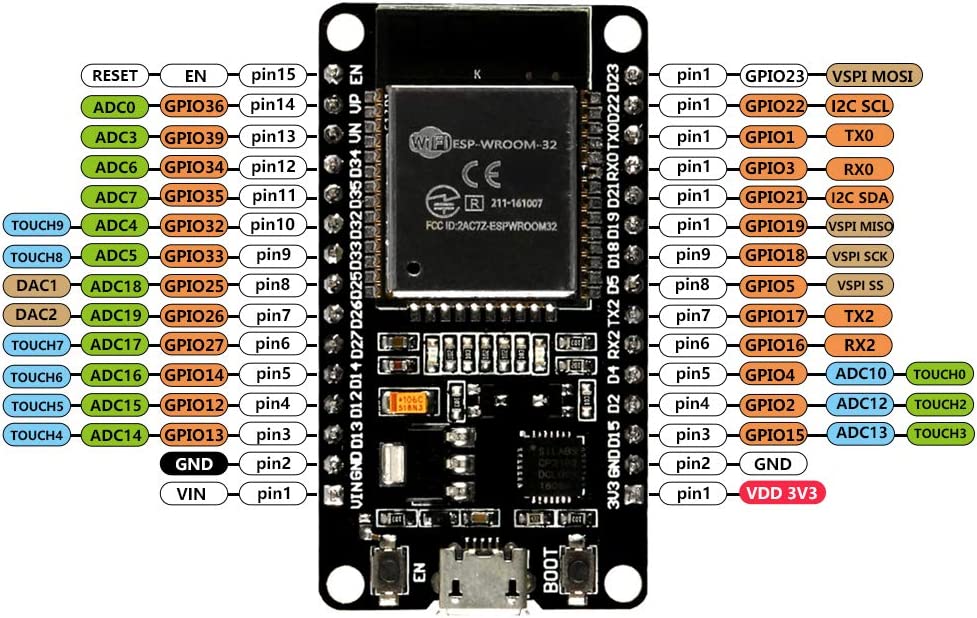 RESET EN pin15 EN D23 pin1 GPIO23 VSPI MOSI
ADC0 GPIO36 pin14 VP D22 pin1 GPIO22 I2C SCL
ADC3 GPIO39 pin13 VN TX0 pin1 GPIO1 TX0
ADC6 GPIO34 pin12 D34 RX0 pin1 GPIO3 RX0
ADC7 GPIO35 pin11 D35 D21 pin1 GPIO21 I2C SDA
TOUCH9 ADC4 GPIO32 pin10 D32 D19 pin1 GPIO19 VSPI MISO
TOUCH8 ADC5 GPIO33 pin9 D33 D18 pin9 GPIO18 VSPI SCK
DAC1 ADC18 GPIO25 pin8 D25 D5 pin8 GPIO5 VSPI SS
DAC2 ADC19 GPIO26 pin7 D26 TX2 pin7 GPIO17 TX2
TOUCH7 ADC17 GPIO27 pin6 D27 RX2 pin6 GPIO16 RX2
TOUCH6 ADC16 GPIO14 pin5 D14 D4 pin5 GPIO4 ADC10 TOUCH0
TOUCH5 ADC15 GPIO12 pin4 D12 D2 pin4 GPIO2 ADC12 TOUCH2
TOUCH4 ADC14 GPIO13 pin3 D13 D15 pin3 GPIO15 ADC13 TOUCH3
GND pin2 GND GND pin2 GND
VIN pin1 VIN 3V3 pin1 VDD 3V3
K
WiFi ESP-WROOM-32
CE
R 211-161007
FCC ID:2AC7Z-ESPWROOM32
106C
EN
BOOT